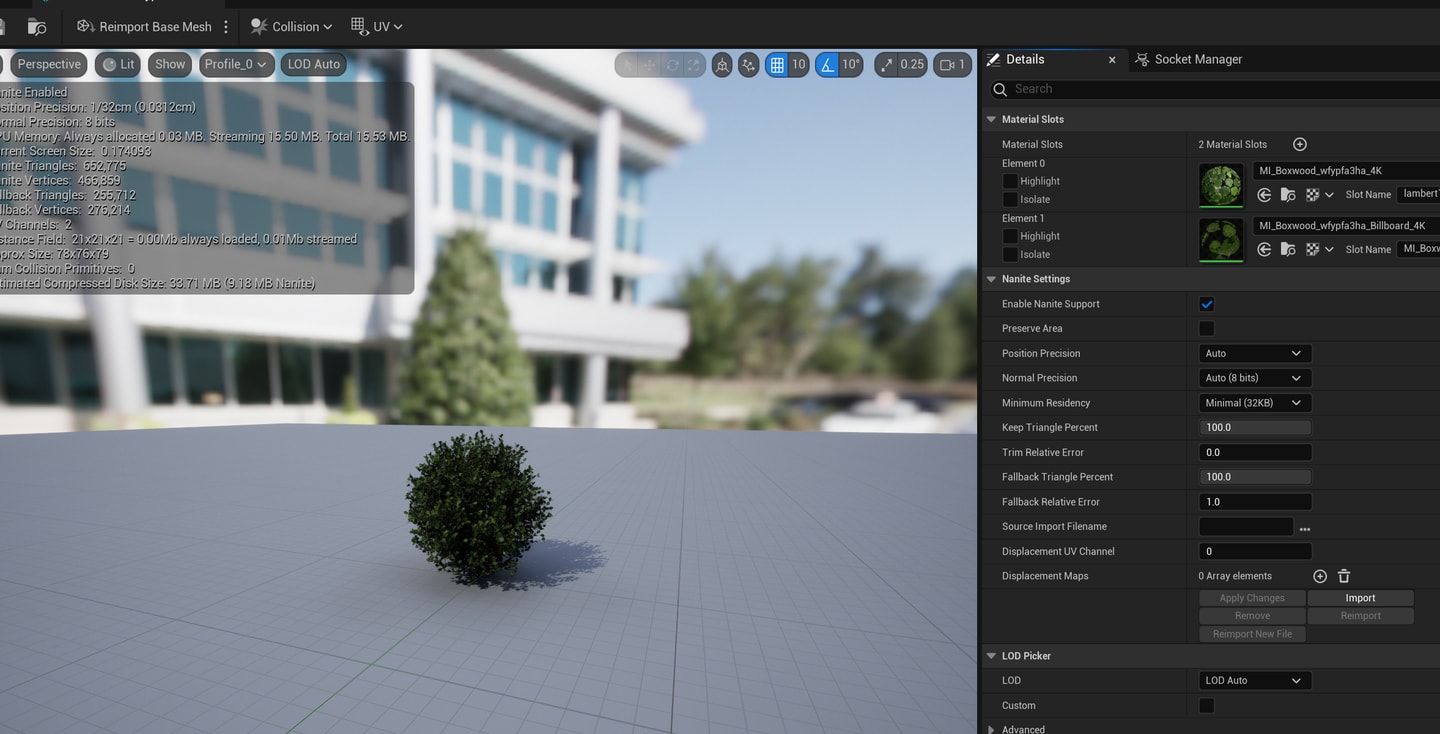 Reimport Base Mesh
Collision
UV
Perspective
Lit
Show
Profile_0
LOD Auto
10
10°
0.25
1
Details
Socket Manager
nite Enabled
sition Precision: 1/32cm (0.0312cm)
rmal Precision: 8 bits
PU Memory: Always allocated 0.03 MB. Streaming 15.50 MB. Total 15.53 MB.
rrent Screen Size: 0.174093
nite Triangles: 652,775
nite Vertices: 466,859
llback Triangles: 255,712
llback Vertices: 276,214
V Channels: 2
stance Field: 21x21x21 = 0.00Mb always loaded, 0.01Mb streamed
prox Size: 78x76x79
m Collision Primitives: 0
timated Compressed Disk Size: 33.71 MB (9.18 MB Nanite)
Search
Material Slots
Material Slots 2 Material Slots
Element 0
Highlight
Isolate
MI_Boxwood_wfypfa3ha_4K
Slot Name lambert1
Element 1
Highlight
Isolate
MI_Boxwood_wfypfa3ha_Billboard_4K
Slot Name MI_Boxw
Nanite Settings
Enable Nanite Support
Preserve Area
Position Precision Auto
Normal Precision Auto (8 bits)
Minimum Residency Minimal (32KB)
Keep Triangle Percent 100.0
Trim Relative Error 0.0
Fallback Triangle Percent 100.0
Fallback Relative Error 1.0
Source Import Filename
Displacement UV Channel 0
Displacement Maps 0 Array elements
Apply Changes Import
Remove Reimport
Reimport New File
LOD Picker
LOD LOD Auto
Custom
Advanced